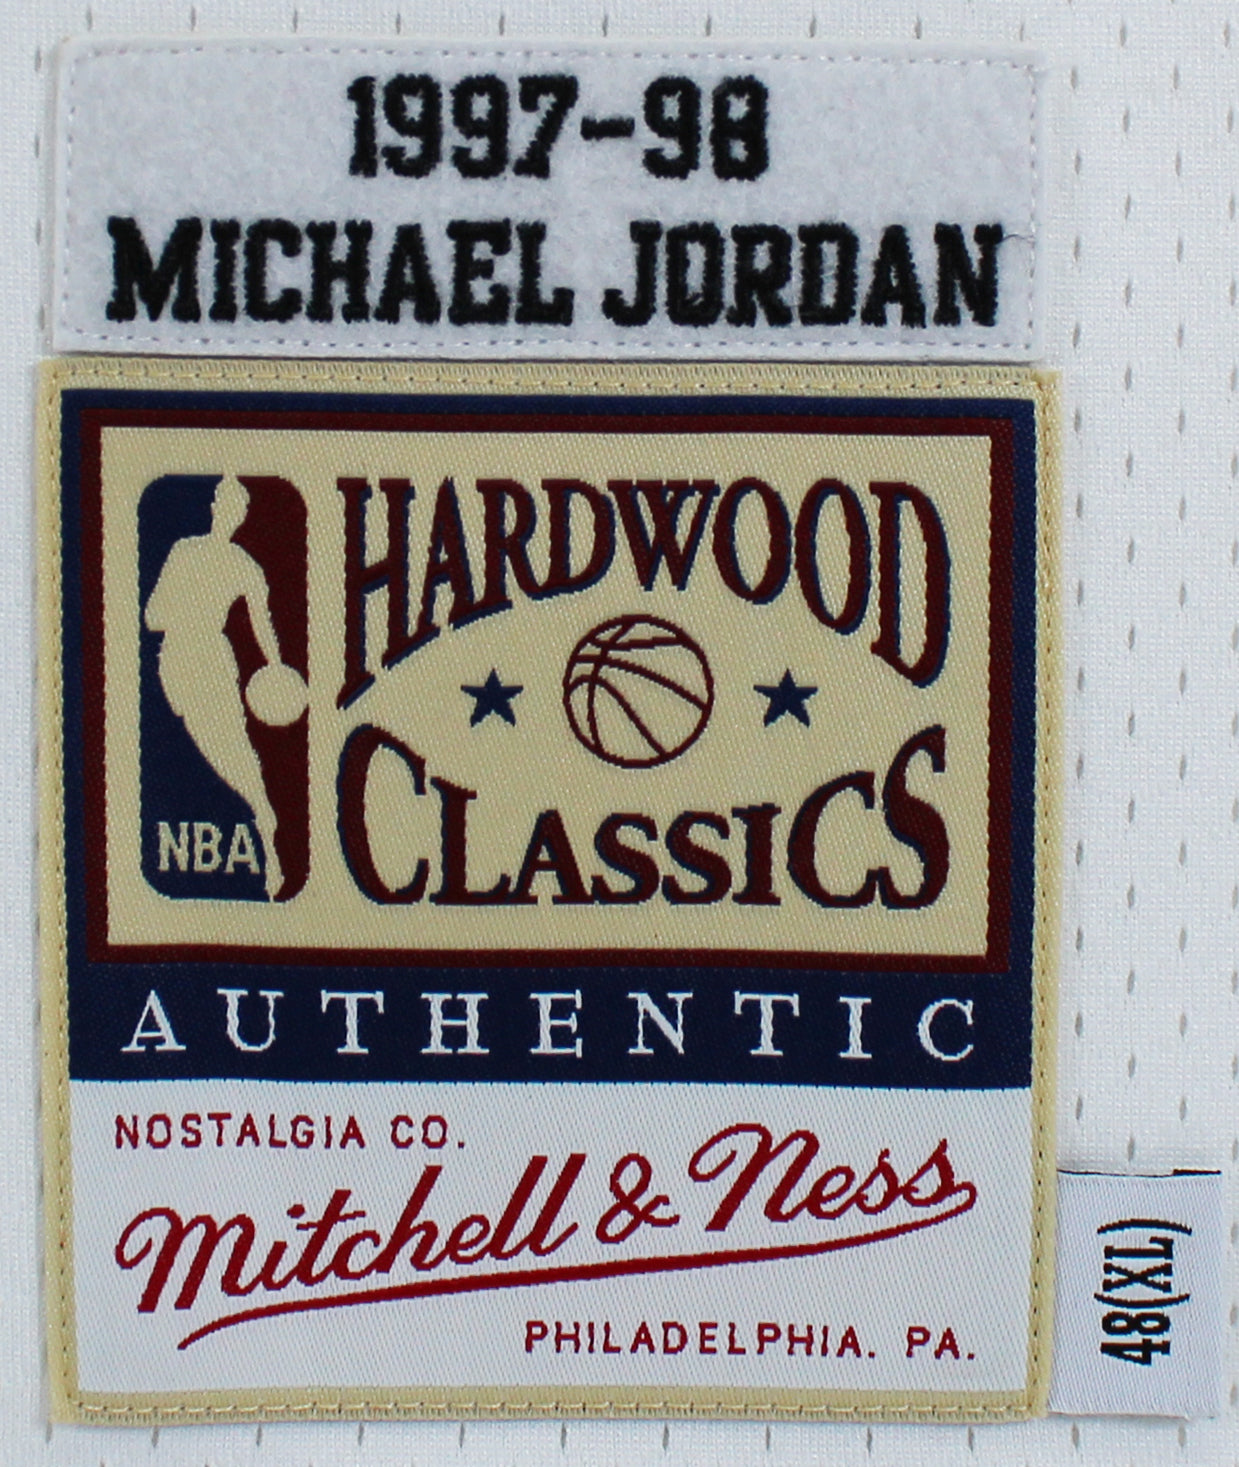 1997-98
MICHAEL JORDAN
HARDWOOD
CLASSICS
NBA
AUTHENTIC
NOSTALGIA CO.
Mitchell & Ness
PHILADELPHIA. PA.
48(XL)